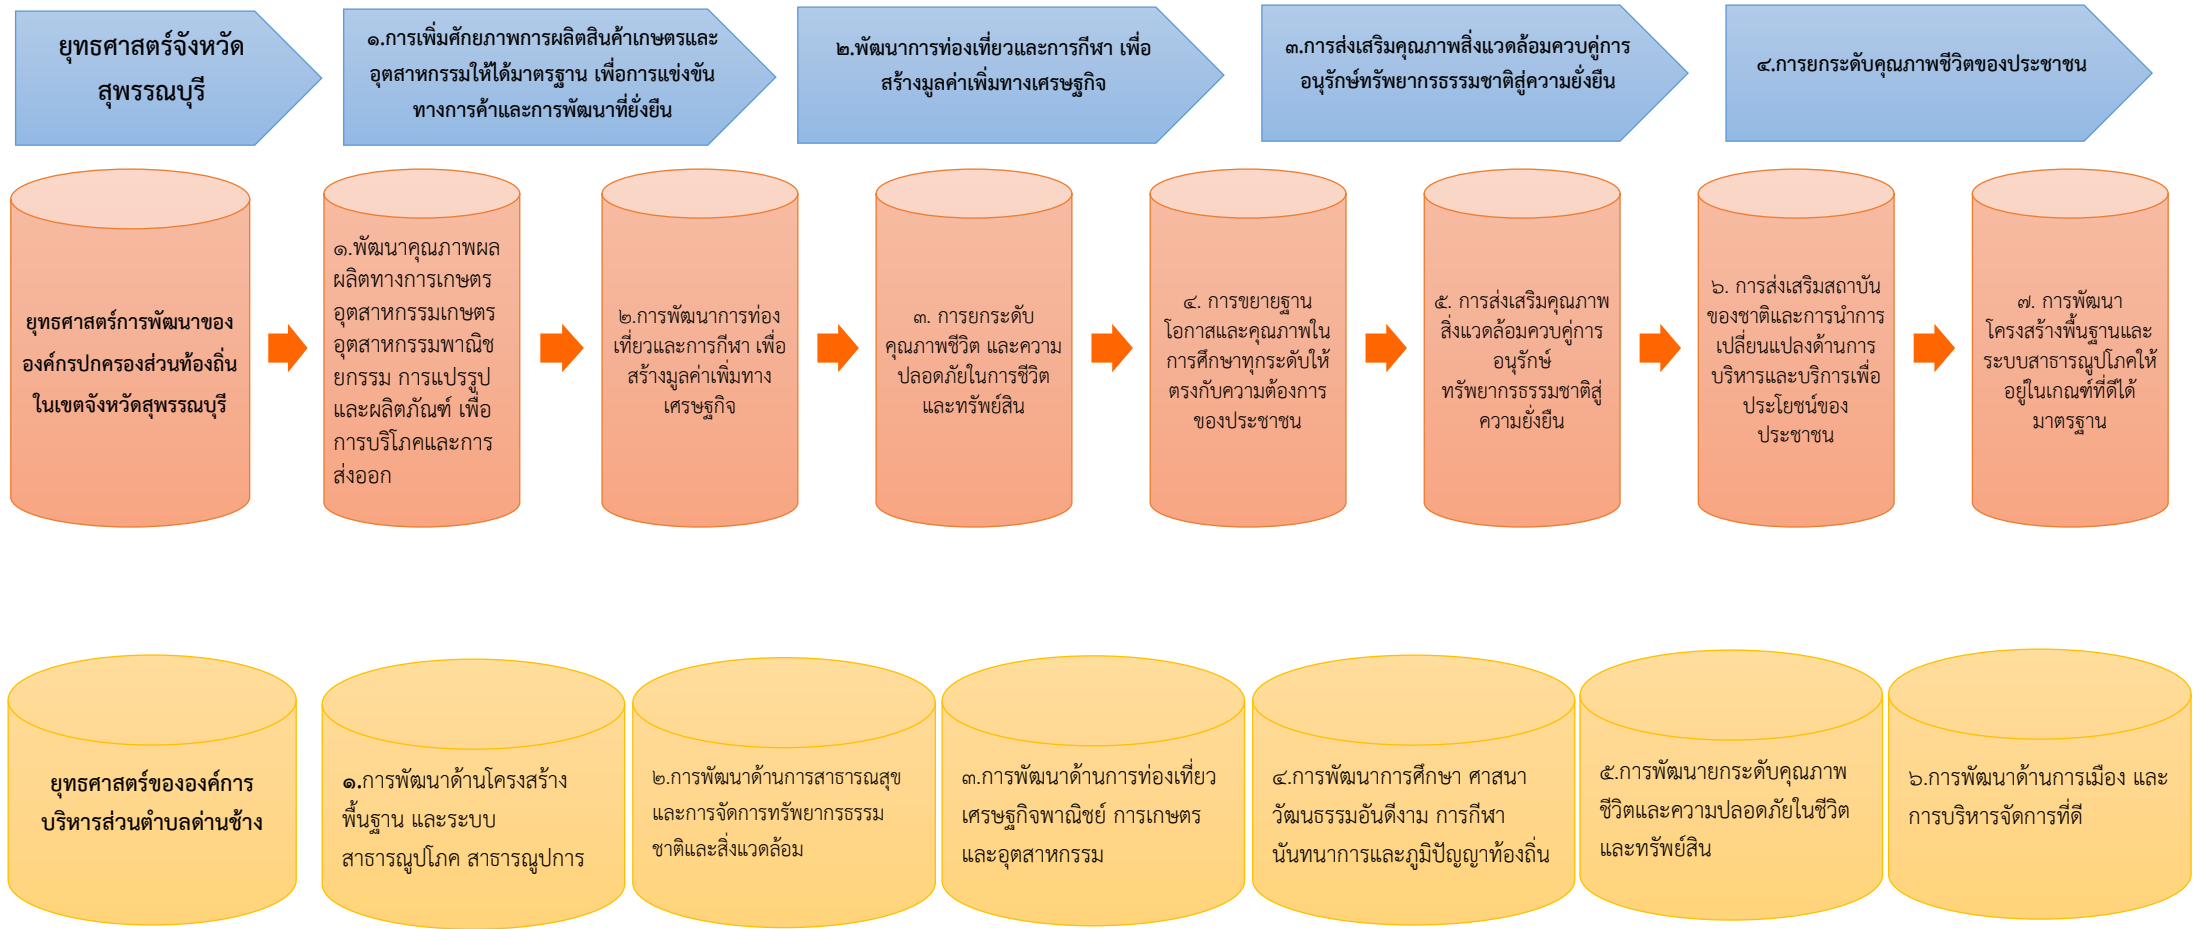 ยุทธศาสตร์จังหวัด
สุพรรณบุรี
๑.การเพิ่มศักยภาพการผลิตสินค้าเกษตรและ
อุตสาหกรรมให้ได้มาตรฐาน เพื่อการแข่งขัน
ทางการค้าและการพัฒนาที่ยั่งยืน
๒.พัฒนาการท่องเที่ยวและการกีฬา เพื่อ
สร้างมูลค่าเพิ่มทางเศรษฐกิจ
๓.การส่งเสริมคุณภาพสิ่งแวดล้อมควบคู่การ
อนุรักษ์ทรัพยากรธรรมชาติสู่ความยั่งยืน
๔.การยกระดับคุณภาพชีวิตของประชาชน
ยุทธศาสตร์การพัฒนาของ
องค์กรปกครองส่วนท้องถิ่น
ในเขตจังหวัดสุพรรณบุรี
๑.พัฒนาคุณภาพผล
ผลิตทางการเกษตร
อุตสาหกรรมเกษตร
อุตสาหกรรมพาณิช
ยกรรม การแปรรูป
และผลิตภัณฑ์ เพื่อ
การบริโภคและการ
ส่งออก
๒.การพัฒนาการท่อง
เที่ยวและการกีฬา เพื่อ
สร้างมูลค่าเพิ่มทาง
เศรษฐกิจ
๓. การยกระดับ
คุณภาพชีวิต และความ
ปลอดภัยในการชีวิต
และทรัพย์สิน
๔. การขยายฐาน
โอกาสและคุณภาพใน
การศึกษาทุกระดับให้
ตรงกับความต้องการ
ของประชาชน
๕. การส่งเสริมคุณภาพ
สิ่งแวดล้อมควบคู่การ
อนุรักษ์
ทรัพยากรธรรมชาติสู่
ความยั่งยืน
๖. การส่งเสริมสถาบัน
ของชาติและการนำการ
เปลี่ยนแปลงด้านการ
บริหารและบริการเพื่อ
ประโยชน์ของ
ประชาชน
๗. การพัฒนา
โครงสร้างพื้นฐานและ
ระบบสาธารณูปโภคให้
อยู่ในเกณฑ์ที่ดีได้
มาตรฐาน
ยุทธศาสตร์ขององค์การ
บริหารส่วนตำบลด่านช้าง
๑.การพัฒนาด้านโครงสร้าง
พื้นฐาน และระบบ
สาธารณูปโภค สาธารณูปการ
๒.การพัฒนาด้านการสาธารณสุข
และการจัดการทรัพยากรธรรม
ชาติและสิ่งแวดล้อม
๓.การพัฒนาด้านการท่องเที่ยว
เศรษฐกิจพาณิชย์ การเกษตร
และอุตสาหกรรม
๔.การพัฒนาการศึกษา ศาสนา
วัฒนธรรมอันดีงาม การกีฬา
นันทนาการและภูมิปัญญาท้องถิ่น
๕.การพัฒนายกระดับคุณภาพ
ชีวิตและความปลอดภัยในชีวิต
และทรัพย์สิน
๖.การพัฒนาด้านการเมือง และ
การบริหารจัดการที่ดี